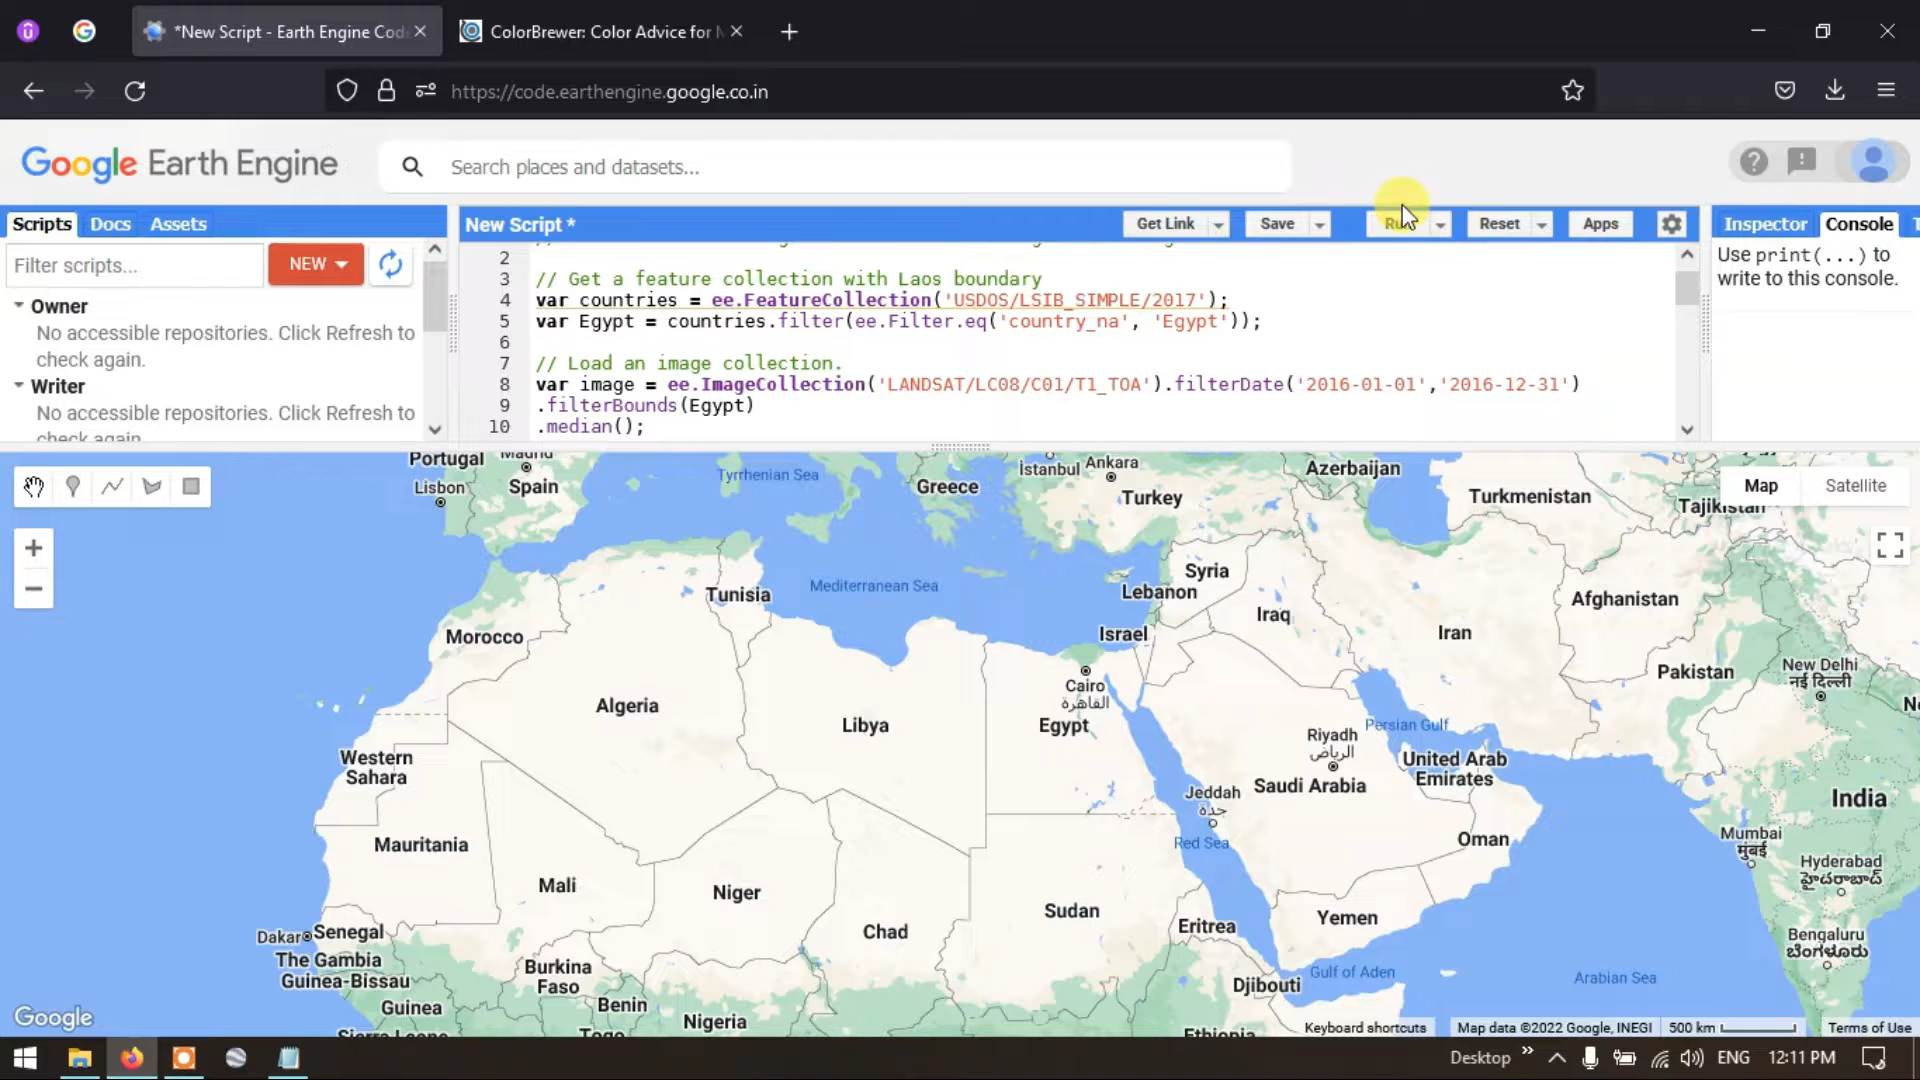 *New Script - Earth Engine Cod
ColorBrewer: Color Advice for M
https://code.earthengine.google.co.in
Google Earth Engine
Search places and datasets...
Scripts Docs Assets
New Script *
Get Link
Save
Run
Reset
Apps
Inspector Console
Filter scripts...
NEW
Owner
No accessible repositories. Click Refresh to
check again.
Writer
No accessible repositories. Click Refresh to
check again.
2
3 // Get a feature collection with Laos boundary
4 var countries = ee.FeatureCollection('USDOS/LSIB_SIMPLE/2017');
5 var Egypt = countries.filter(ee.Filter.eq('country_na', 'Egypt'));
6
7 // Load an image collection.
8 var image = ee.ImageCollection('LANDSAT/LC08/C01/T1_TOA').filterDate('2016-01-01','2016-12-31')
9 .filterBounds(Egypt)
10 .median();
Use print(...) to
write to this console.
Map
Satellite
Portugal
Madrid
Lisbon
Spain
Tyrrhenian Sea
Greece
İstanbul
Ankara
Turkey
Azerbaijan
Turkmenistan
Tajikistan
Syria
Lebanon
Tunisia
Mediterranean Sea
Israel
Iraq
Iran
Afghanistan
Morocco
Pakistan
New Delhi
नई दिल्ली
Cairo
القاهرة
Egypt
Algeria
Libya
Persian Gulf
Riyadh
الرياض
Western
Sahara
United Arab
Emirates
Saudi Arabia
Jeddah
جدة
India
Mumbai
मुंबई
Red Sea
Oman
Mauritania
Hyderabad
హైదరాబాద్
Mali
Niger
Sudan
Chad
Yemen
Eritrea
Dakar
Senegal
Bengaluru
ಬೆಂಗಳೂರು
The Gambia
Guinea-Bissau
Burkina
Faso
Gulf of Aden
Arabian Sea
Djibouti
Guinea
Benin
Nigeria
Sierra Leone
Togo
Ethiopia
Google
Keyboard shortcuts
Map data ©2022 Google, INEGI
500 km
Terms of Use
Desktop
ENG
12:11 PM